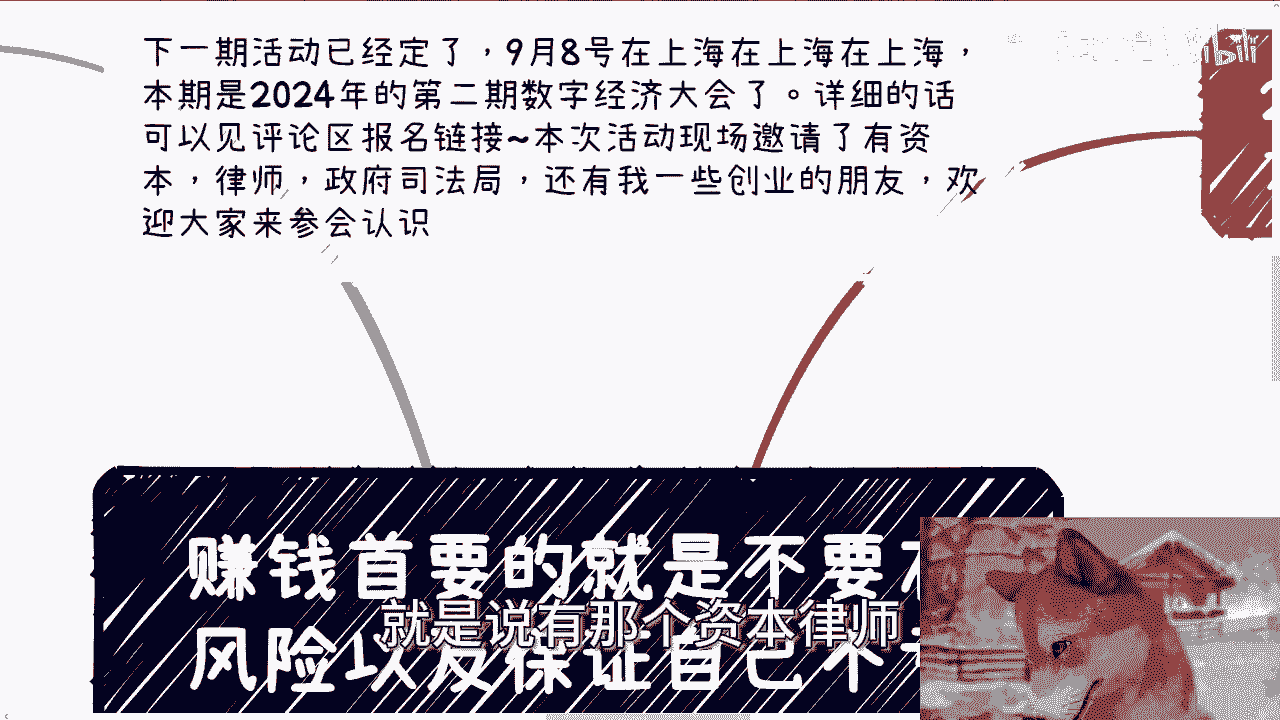 下一期活动已经定了，9月8号在上海在上海在上海，
本期是2024年的第二期数字经济大会了。详细的话
可以见评论区报名链接~本次活动现场邀请了有资
本，律师，政府司法局，还有我一些创业的朋友，欢
迎大家来参会认识
赚钱首要的就是不要
就是说有那个资本律师
风险以及保证自己不